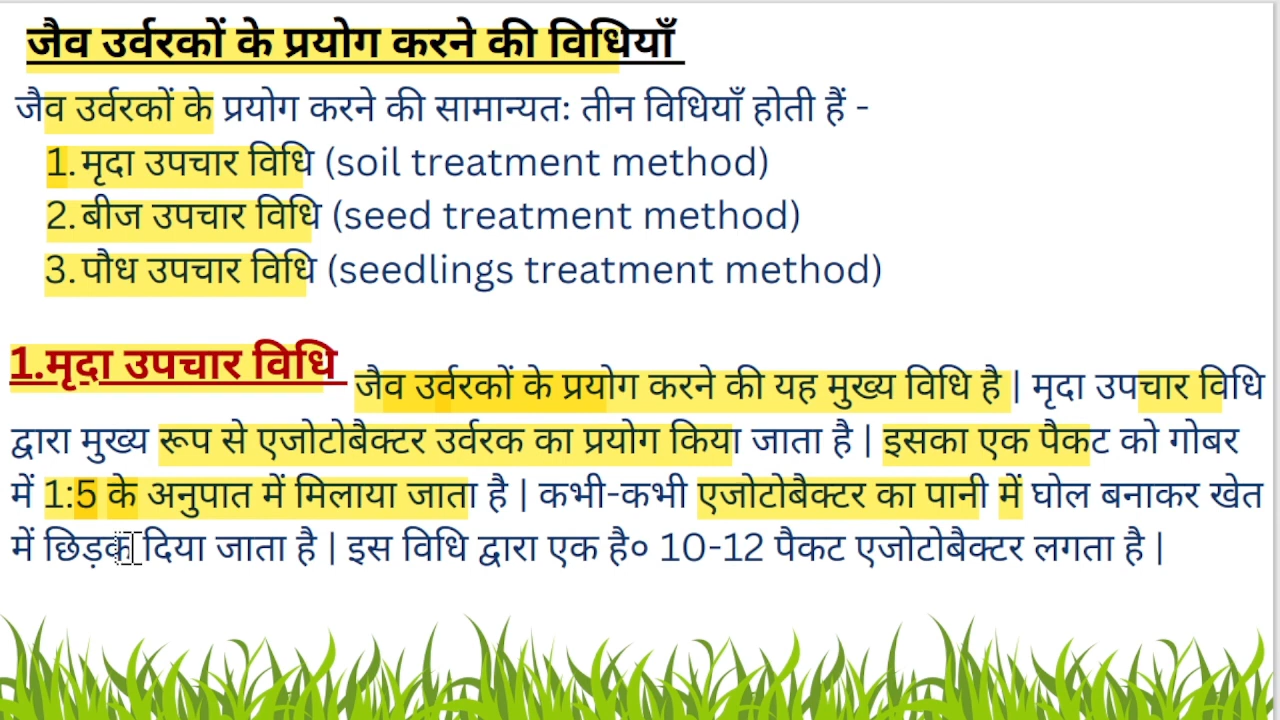 जैव उर्वरकों के प्रयोग करने की विधियाँ
जैव उर्वरकों के प्रयोग करने की सामान्यतः तीन विधियाँ होती हैं -
1. मृदा उपचार विधि (soil treatment method)
2. बीज उपचार विधि (seed treatment method)
3. पौध उपचार विधि (seedlings treatment method)
1.मृदा उपचार विधि जैव उर्वरकों के प्रयोग करने की यह मुख्य विधि है | मृदा उपचार विधि
द्वारा मुख्य रूप से एजोटोबैक्टर उर्वरक का प्रयोग किया जाता है | इसका एक पैकट को गोबर
में 1:5 के अनुपात में मिलाया जाता है | कभी-कभी एजोटोबैक्टर का पानी में घोल बनाकर खेत
में छिड़क दिया जाता है | इस विधि द्वारा एक है० 10-12 पैकट एजोटोबैक्टर लगता है |